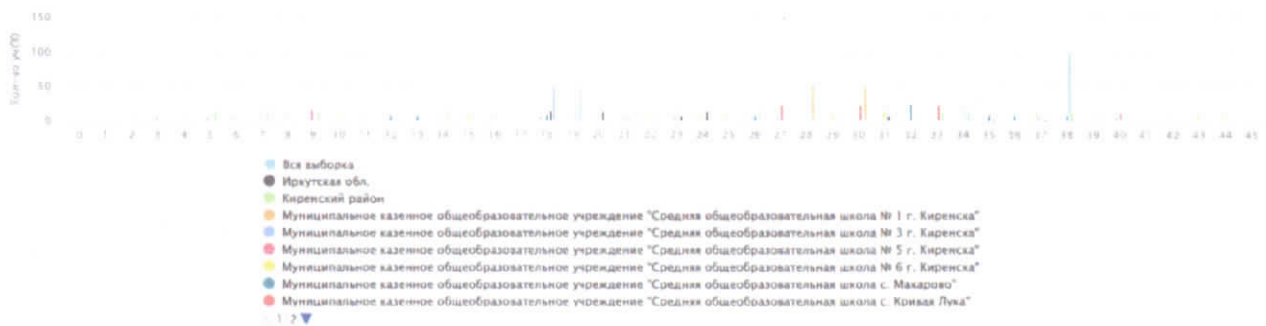 150
100
50
0
0 1 2 3 4 5 6 7 8 9 10 11 12 13 14 15 16 17 18 19 20 21 22 23 24 25 26 27 28 29 30 31 32 33 34 35 36 37 38 39 40 41 42 43 44 45
Вся выборка
Иркутская обл.
Киренский район
Муниципальное казенное общеобразовательное учреждение "Средняя общеобразовательная школа № 1 г. Киренска"
Муниципальное казенное общеобразовательное учреждение "Средняя общеобразовательная школа № 3 г. Киренска"
Муниципальное казенное общеобразовательное учреждение "Средняя общеобразовательная школа № 5 г. Киренска"
Муниципальное казенное общеобразовательное учреждение "Средняя общеобразовательная школа № 6 г. Киренска"
Муниципальное казенное общеобразовательное учреждение "Средняя общеобразовательная школа с. Макарово"
Муниципальное казенное общеобразовательное учреждение "Средняя общеобразовательная школа с. Кривая Лука"
1 2